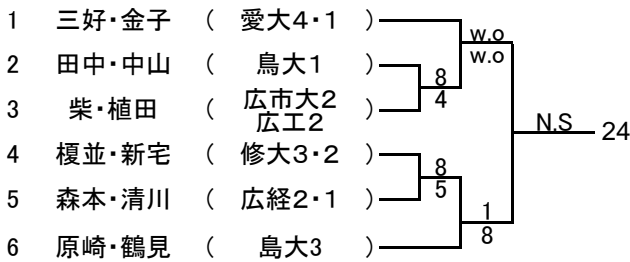 1 三好・金子 ( 愛大4・1 )
w.o
w.o
2 田中・中山 ( 鳥大1 )
8
4
3 柴・植田 ( 広市大2 広工2 )
N.S 24
4 榎並・新宅 ( 修大3・2 )
8
5
5 森本・清川 ( 広経2・1 )
1
8
6 原崎・鶴見 ( 島大3 )